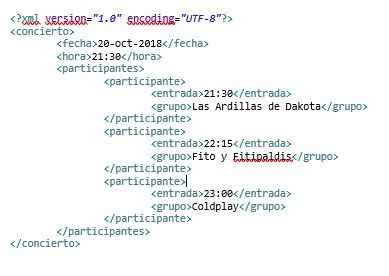 <?xml version="1.0" encoding="UTF-8"?>
<concierto>
<fecha>20-oct-2018</fecha>
<hora>21:30</hora>
<participantes>
<participante>
<entrada>21:30</entrada>
<grupo>Las Ardillas de Dakota</grupo>
</participante>
<participante>
<entrada>22:15</entrada>
<grupo>Fito y Fitipaldis</grupo>
</participante>
<participante>
<entrada>23:00</entrada>
<grupo>Coldplay</grupo>
</participante>
</participantes>
</concierto>